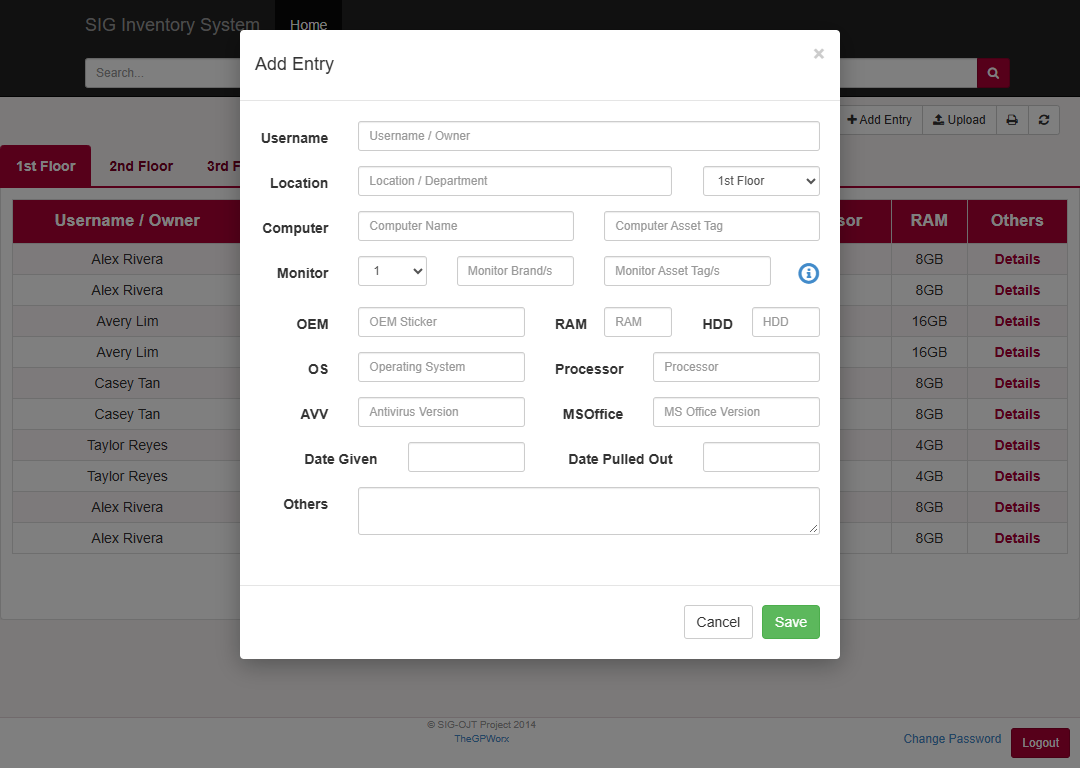 SIG Inventory System Home
Search...
Add Entry Upload
1st Floor 2nd Floor 3rd F
Username / Owner sor RAM Others
Alex Rivera 8GB Details
Alex Rivera 8GB Details
Avery Lim 16GB Details
Avery Lim 16GB Details
Casey Tan 8GB Details
Casey Tan 8GB Details
Taylor Reyes 4GB Details
Taylor Reyes 4GB Details
Alex Rivera 8GB Details
Alex Rivera 8GB Details
Add Entry ×
Username Username / Owner
Location Location / Department 1st Floor
Computer Computer Name Computer Asset Tag
Monitor 1 Monitor Brand/s Monitor Asset Tag/s
OEM OEM Sticker RAM RAM HDD HDD
OS Operating System Processor Processor
AVV Antivirus Version MSOffice MS Office Version
Date Given Date Pulled Out
Others
Cancel Save
© SIG-OJT Project 2014
TheGPWorx
Change Password Logout